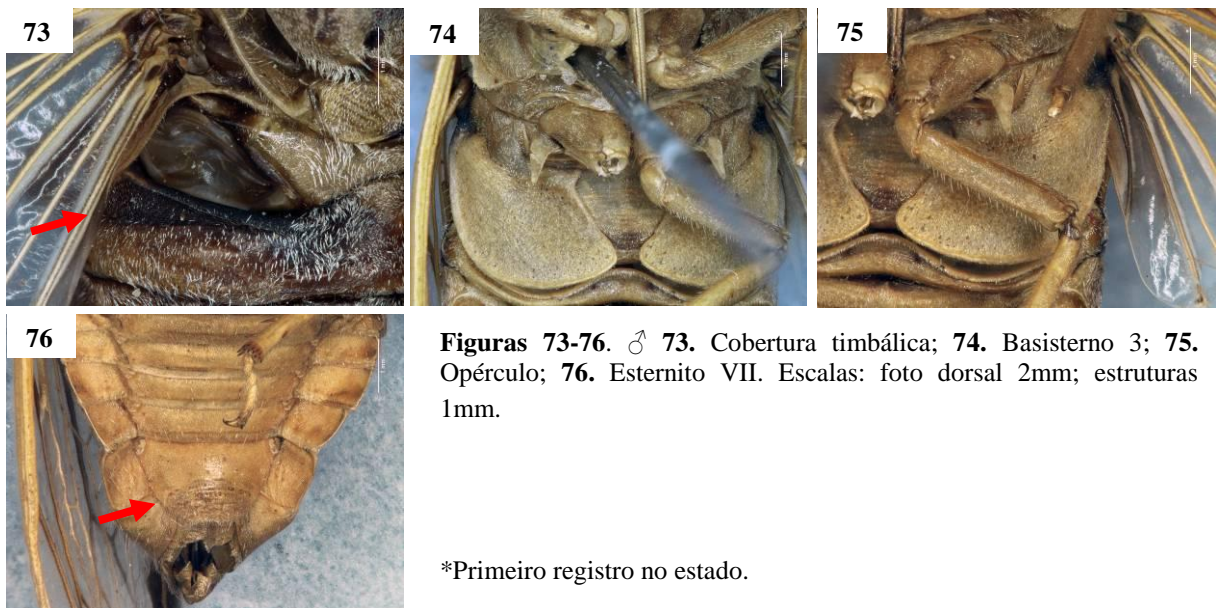 73
74
75
76
Figuras 73-76. ♂ 73. Cobertura timbálica; 74. Basisterno 3; 75.
Opérculo; 76. Esternito VII. Escalas: foto dorsal 2mm; estruturas
1mm.
*Primeiro registro no estado.